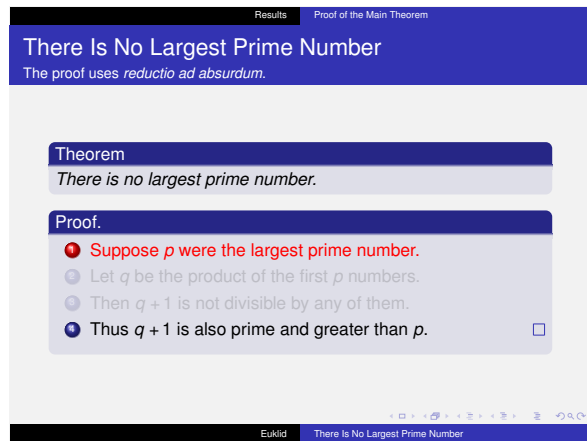 Results Proof of the Main Theorem
There Is No Largest Prime Number
The proof uses reductio ad absurdum.
Theorem
There is no largest prime number.
Proof.
1 Suppose p were the largest prime number.
2 Let q be the product of the first p numbers.
3 Then q + 1 is not divisible by any of them.
4 Thus q + 1 is also prime and greater than p. □
Euklid There Is No Largest Prime Number